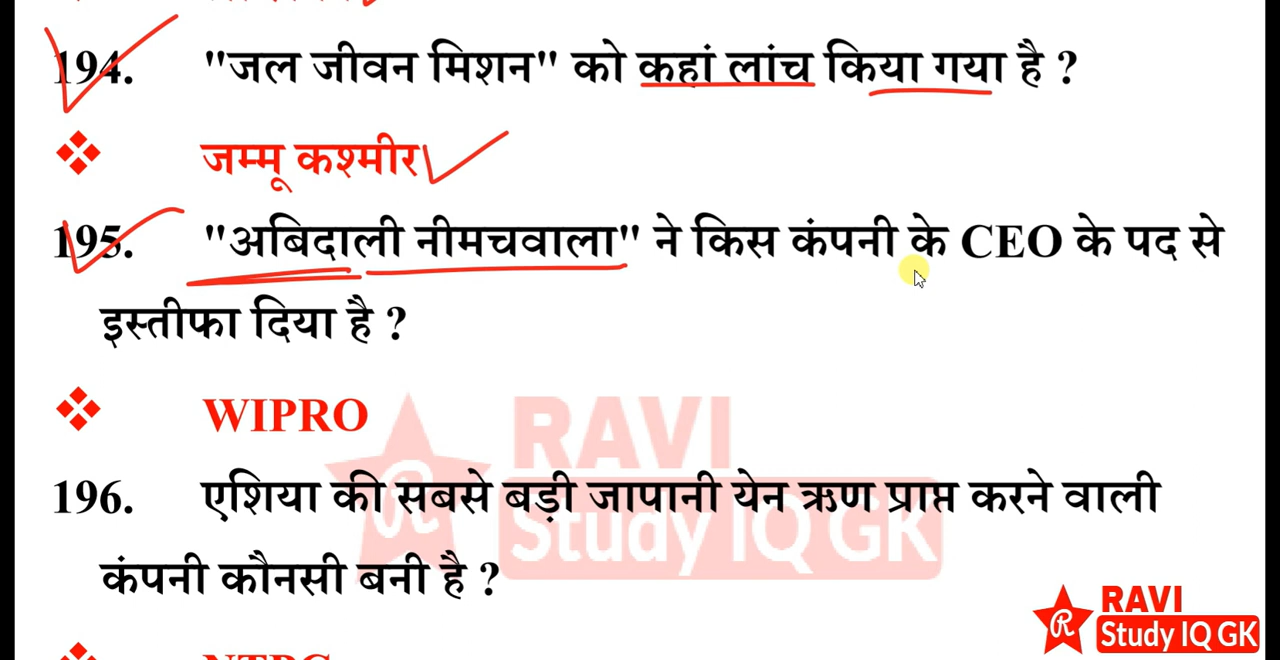 194. "जल जीवन मिशन" को कहां लांच किया गया है ?
❖ जम्मू कश्मीर
195. "अबिदाली नीमचवाला" ने किस कंपनी के CEO के पद से
इस्तीफा दिया है ?
❖ WIPRO
196. एशिया की सबसे बड़ी जापानी येन ऋण प्राप्त करने वाली
कंपनी कौनसी बनी है ?
❖ NTPC
RAVI
Study IQ GK
R
RAVI
Study IQ GK
R